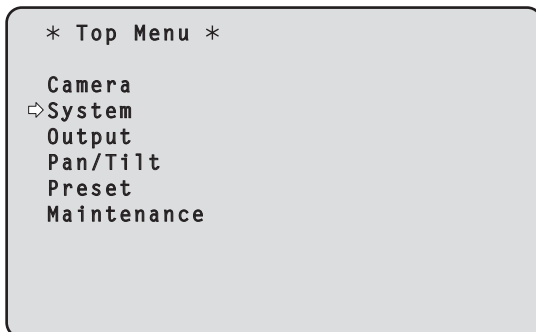 * Top Menu *
Camera
⇨System
Output
Pan/Tilt
Preset
Maintenance